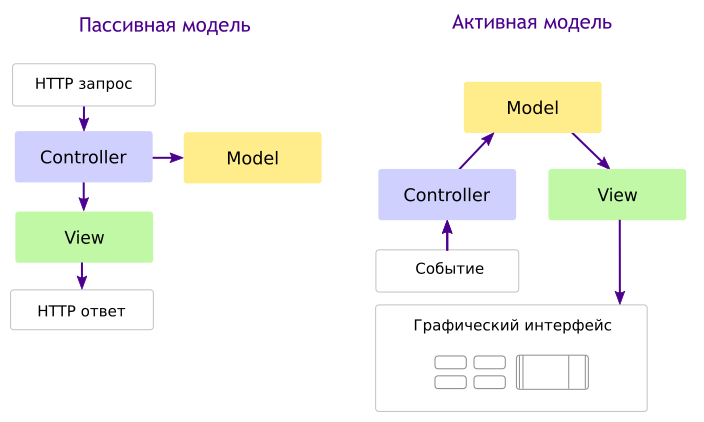 Пассивная модель
HTTP запрос
Controller
Model
View
HTTP ответ
Активная модель
Model
Controller
View
Событие
Графический интерфейс